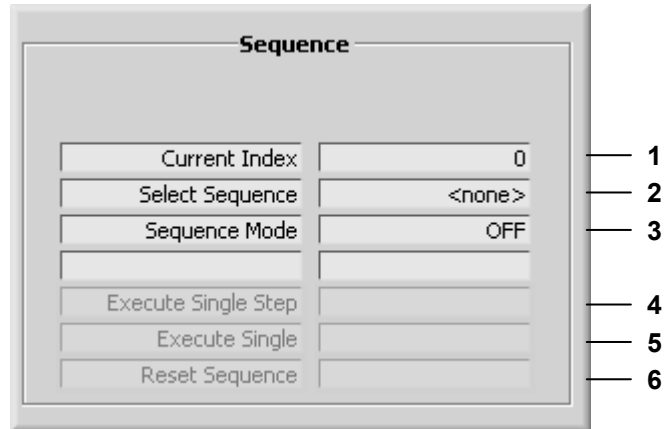 Sequence
Current Index 0 1
Select Sequence <none> 2
Sequence Mode OFF 3
Execute Single Step 4
Execute Single 5
Reset Sequence 6